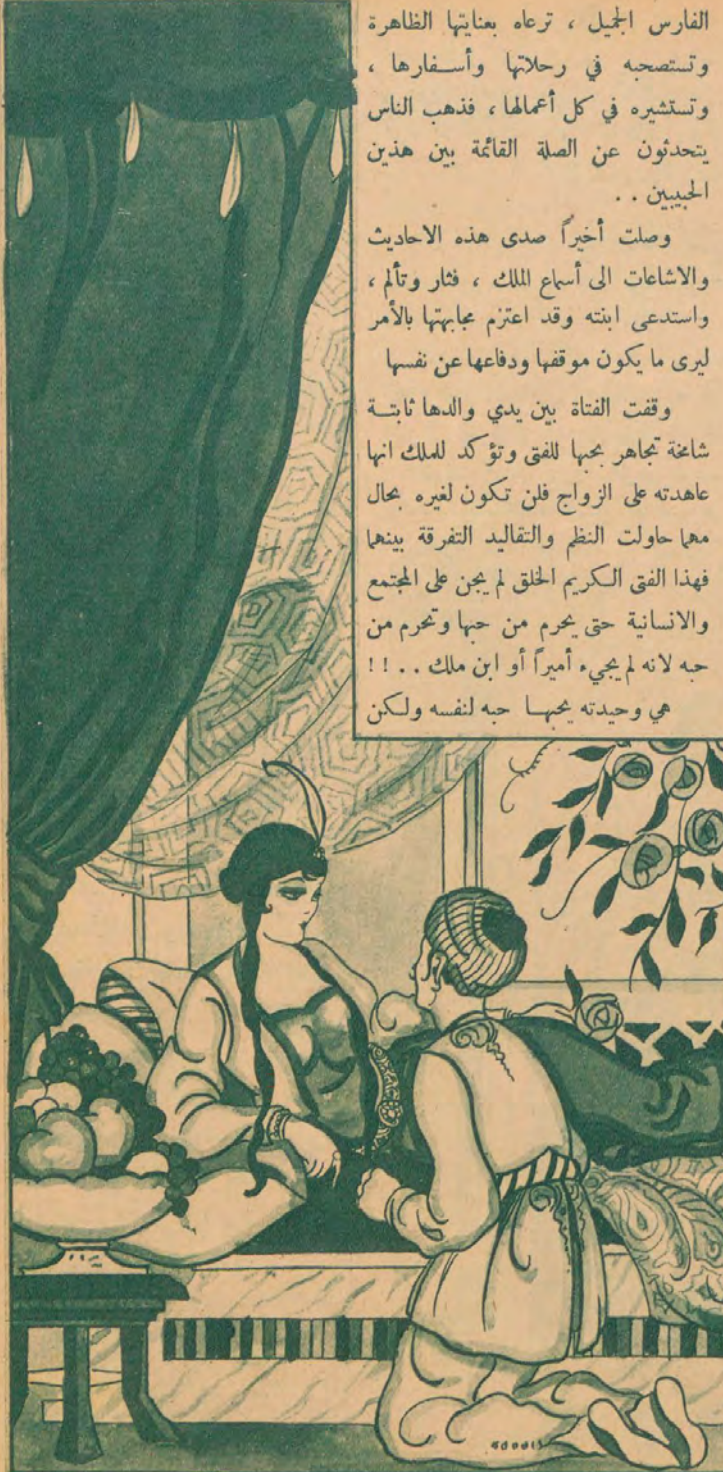 الفارس الجميل ، ترعاه بعنايتها الظاهرة
وتستصحبه في رحلاتها وأسفارها ،
وتستشيره في كل أعمالها ، فذهب الناس
يتحدثون عن الصلة القائمة بين هذين
الحبيبين . .
وصلت أخيراً صدى هذه الاحاديث
والاشاعات الى أسماع الملك ، فثار وتألم ،
واستدعى ابنته وقد اعتزم مجابهتها بالأمر
ليرى ما يكون موقفها ودفاعها عن نفسها
وقفت الفتاة بين يدي والدها ثابتة
شامخة تجاهر بحبها للفتى وتؤكد للملك انها
عاهدته على الزواج فلن تكون لغيره بحال
مهما حاولت النظم والتقاليد التفرقة بينهما
فهذا الفتى الكريم الخلق لم يجن على المجتمع
والانسانية حتى يحرم من حبها وتحرم من
حبه لانه لم يجيء أميراً أو ابن ملك . . !!
هي وحيدته يحبها حبه لنفسه ولكن